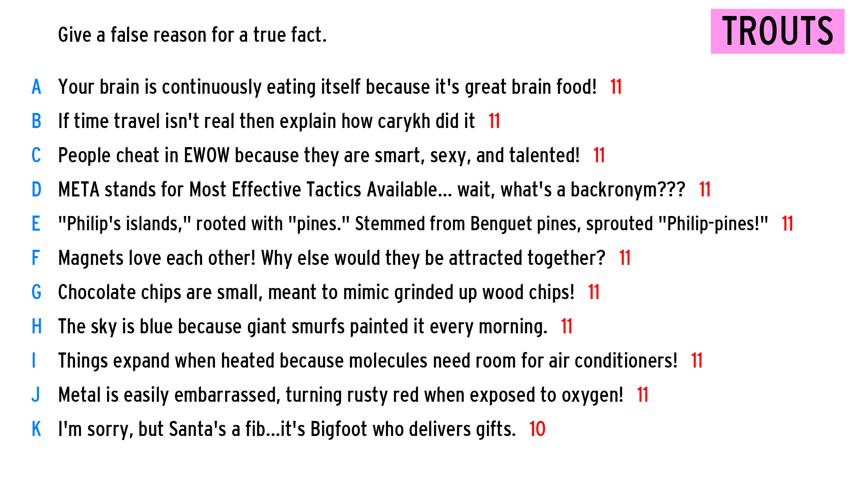 Give a false reason for a true fact.
TROUTS
A Your brain is continuously eating itself because it's great brain food! 11
B If time travel isn't real then explain how carykh did it 11
C People cheat in EWOW because they are smart, sexy, and talented! 11
D META stands for Most Effective Tactics Available... wait, what's a backronym??? 11
E "Philip's islands," rooted with "pines." Stemmed from Benguet pines, sprouted "Philip-pines!" 11
F Magnets love each other! Why else would they be attracted together? 11
G Chocolate chips are small, meant to mimic grinded up wood chips! 11
H The sky is blue because giant smurfs painted it every morning. 11
I Things expand when heated because molecules need room for air conditioners! 11
J Metal is easily embarrassed, turning rusty red when exposed to oxygen! 11
K I'm sorry, but Santa's a fib...it's Bigfoot who delivers gifts. 10